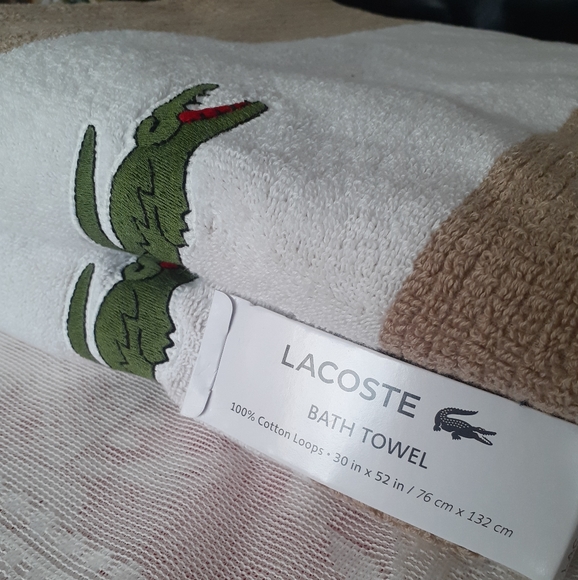 LACOSTE
BATH TOWEL
100% Cotton Loops • 30 in x 52 in / 76 cm x 132 cm